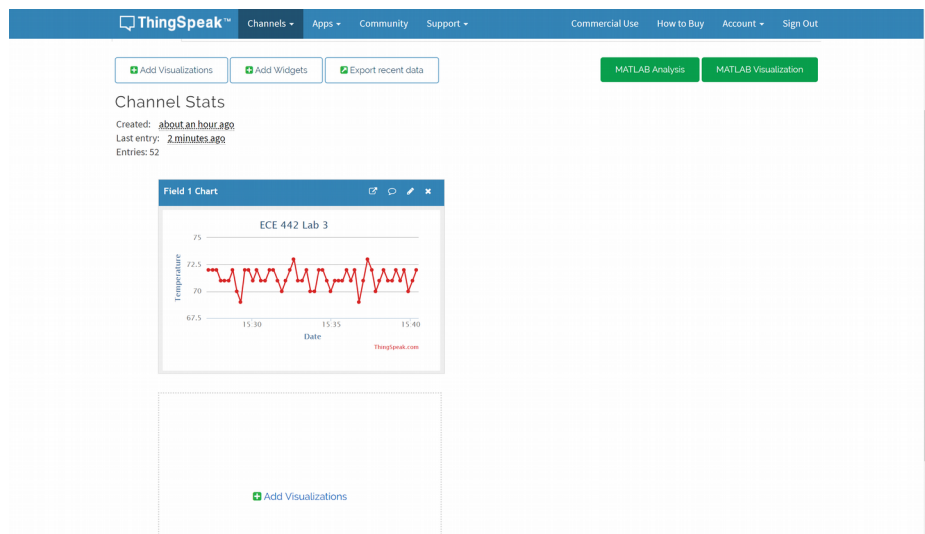 ThingSpeak™ Channels Apps Community Support Commercial Use How to Buy Account Sign Out
Add Visualizations Add Widgets Export recent data MATLAB Analysis MATLAB Visualization
Channel Stats
Created: about an hour ago
Last entry: 2 minutes ago
Entries: 52
Field 1 Chart
ECE 442 Lab 3
75
72.5
70
67.5
Temperature
15:30 15:35 15:40
Date
ThingSpeak.com
Add Visualizations